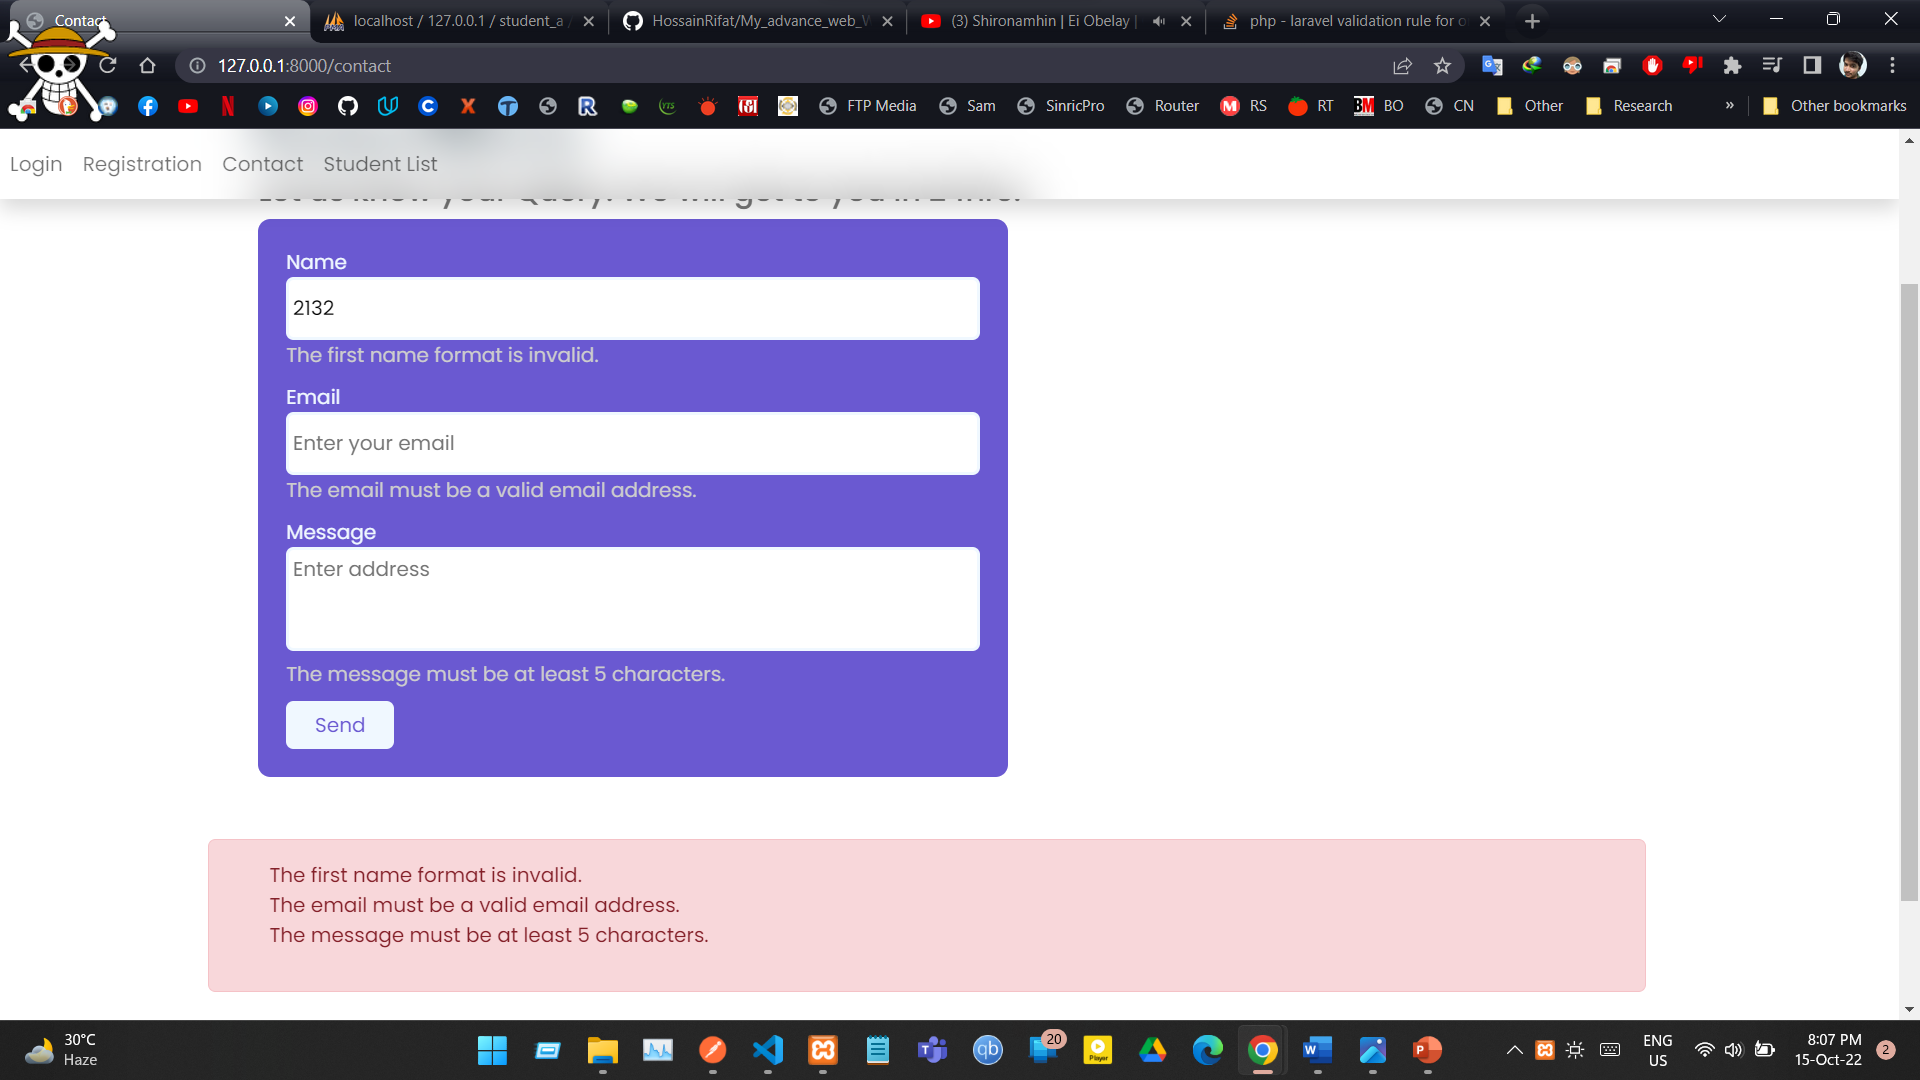 Contact
localhost / 127.0.0.1 / student_a
HossainRifat/My_advance_web_W
(3) Shironamhin | Ei Obelay |
php - laravel validation rule for o
127.0.0.1:8000/contact
FTP Media
Sam
SinricPro
Router
RS
RT
BO
CN
Other
Research
»
Other bookmarks
Login Registration Contact Student List
Name
2132
The first name format is invalid.
Email
Enter your email
The email must be a valid email address.
Message
Enter address
The message must be at least 5 characters.
Send
The first name format is invalid.
The email must be a valid email address.
The message must be at least 5 characters.
30°C
Haze
20
ENG
US
8:07 PM
15-Oct-22
2